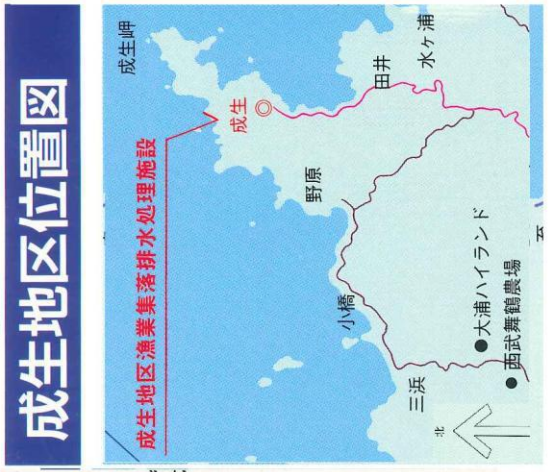 成生地区位置図
成生岬
成生地区漁業集落排水処理施設
成生
田井
水ヶ浦
野原
小橋
三浜
大浦ハイランド
西武舞鶴農場
北